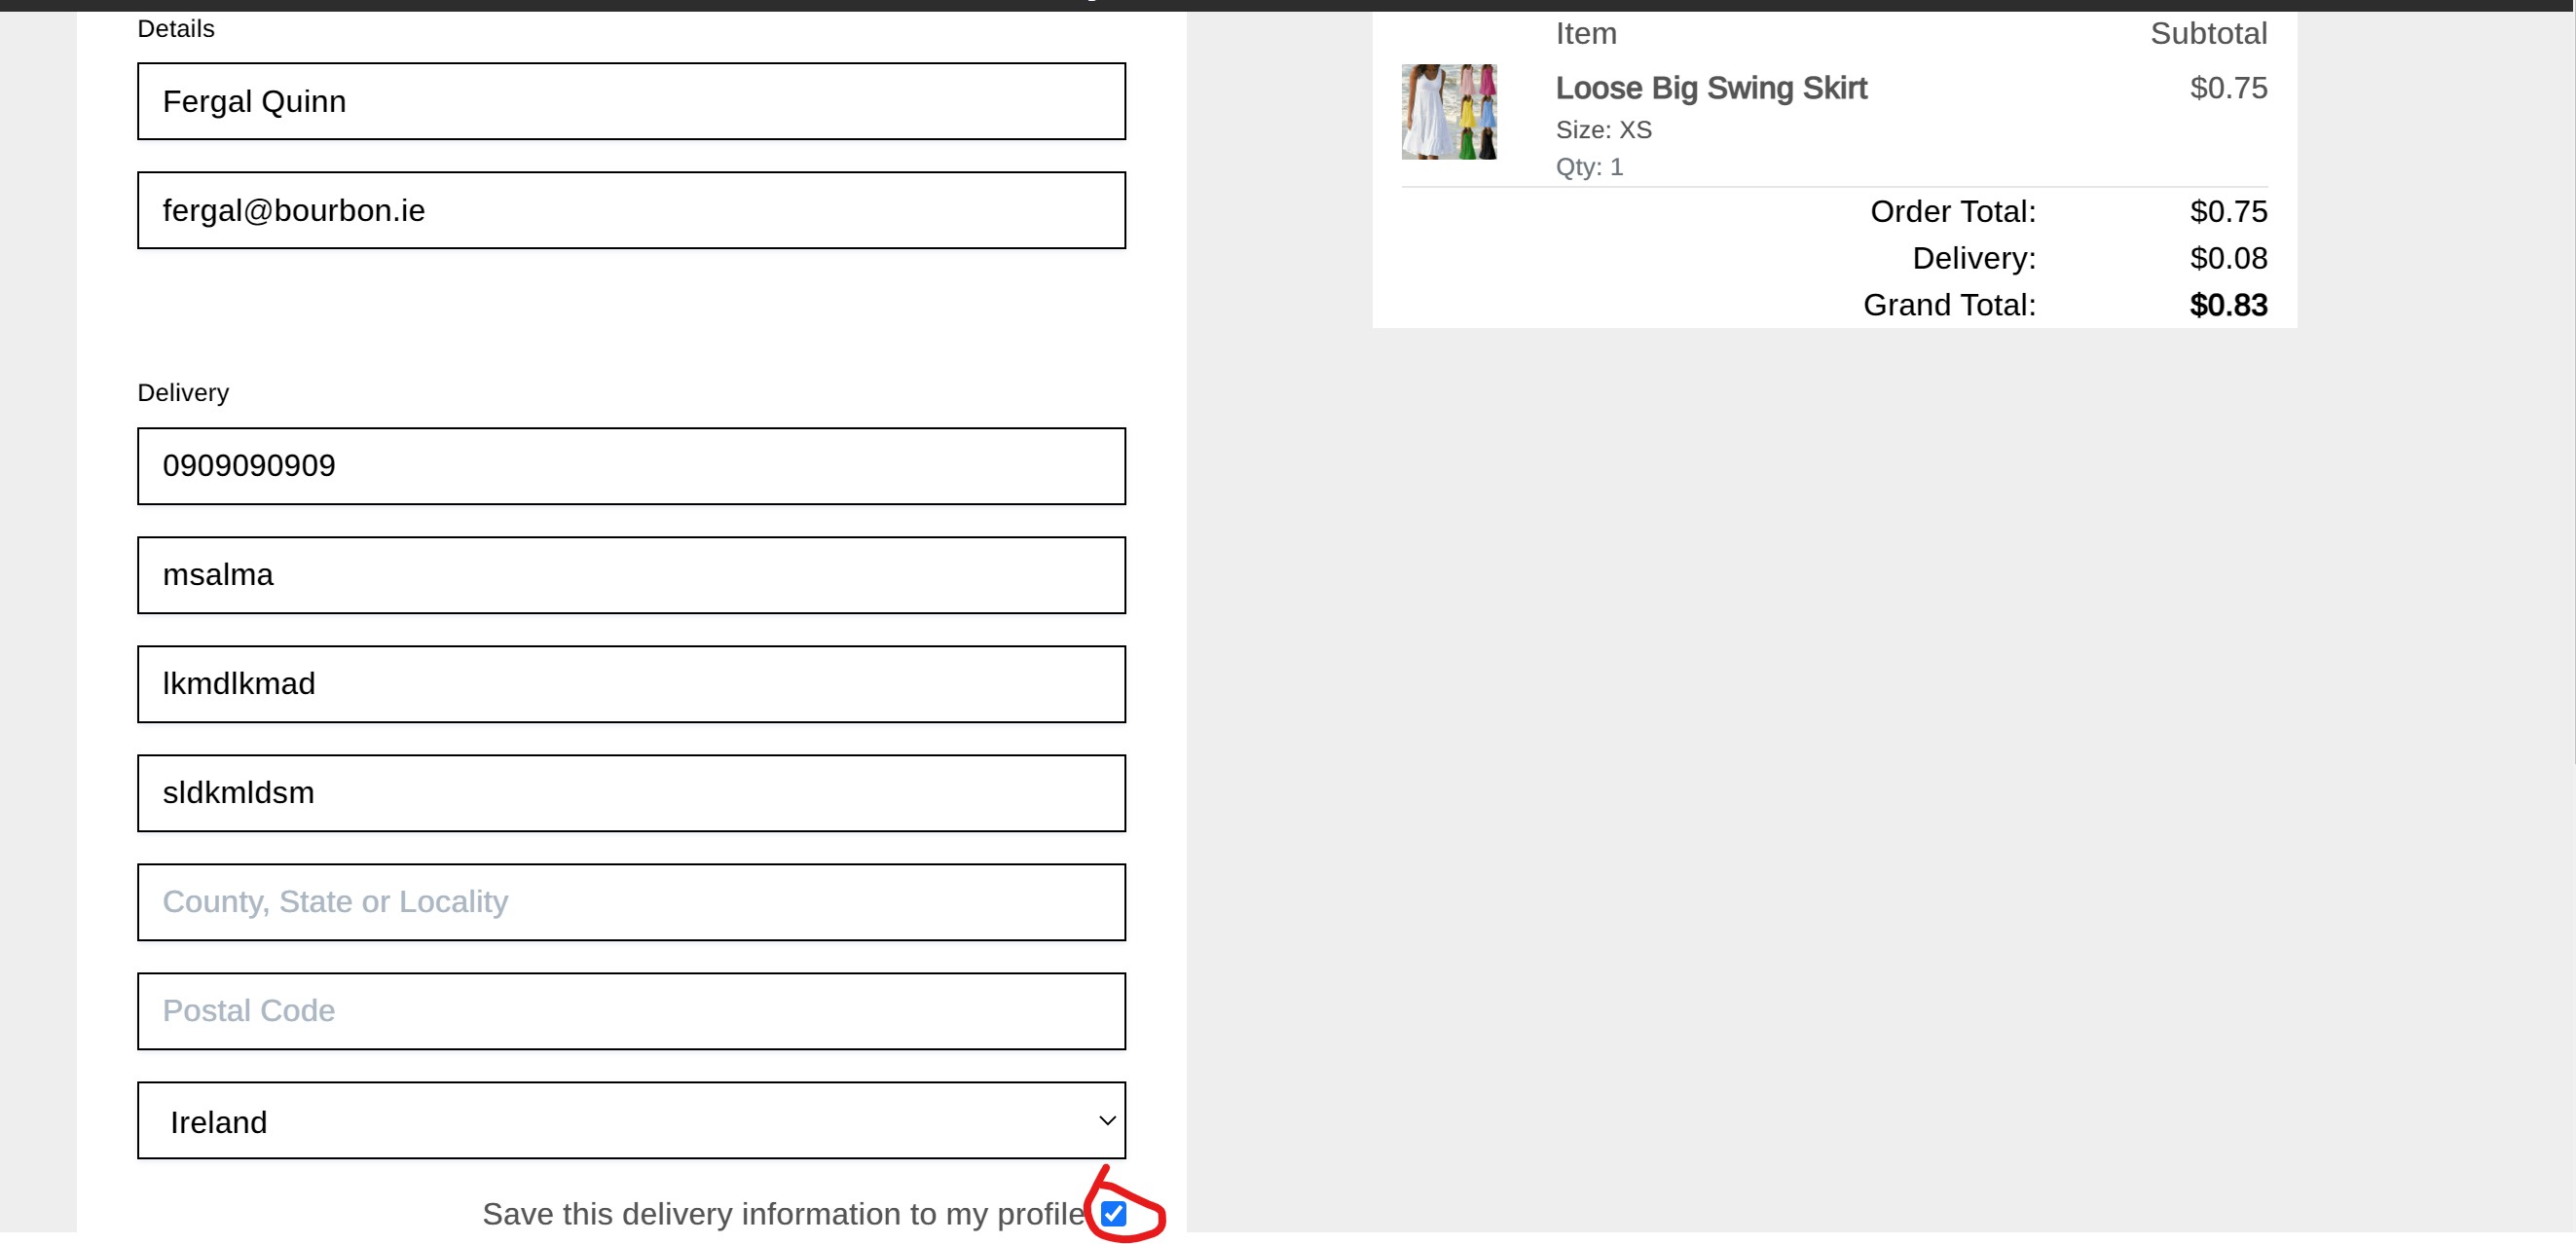 Details
Fergal Quinn
fergal@bourbon.ie
Delivery
0909090909
msalma
lkmdlkmad
sldkmldsm
County, State or Locality
Postal Code
Ireland
Save this delivery information to my profile
Item Subtotal
Loose Big Swing Skirt $0.75
Size: XS
Qty: 1
Order Total: $0.75
Delivery: $0.08
Grand Total: $0.83